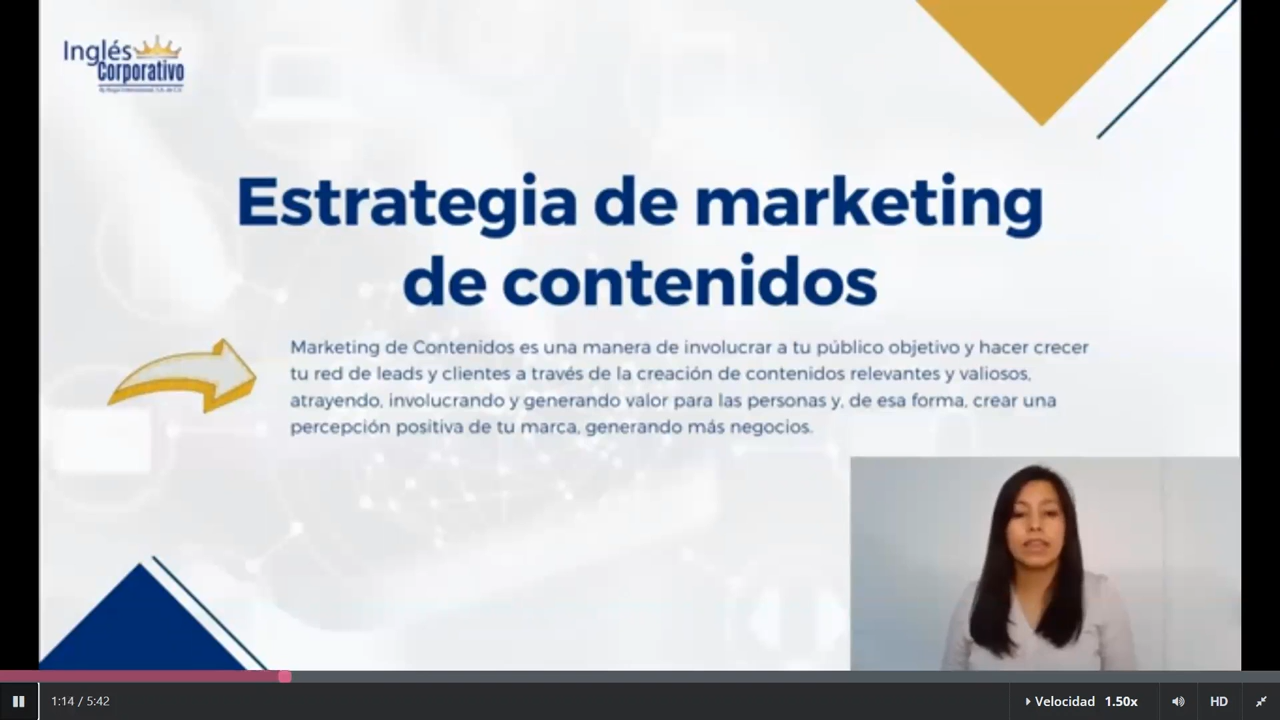 Inglés
Corporativo
Estrategia de marketing
de contenidos
Marketing de Contenidos es una manera de involucrar a tu público objetivo y hacer crecer
tu red de leads y clientes a través de la creación de contenidos relevantes y valiosos,
atrayendo, involucrando y generando valor para las personas y, de esa forma, crear una
percepción positiva de tu marca, generando más negocios.
1:14 / 5:42
Velocidad 1.50x
HD